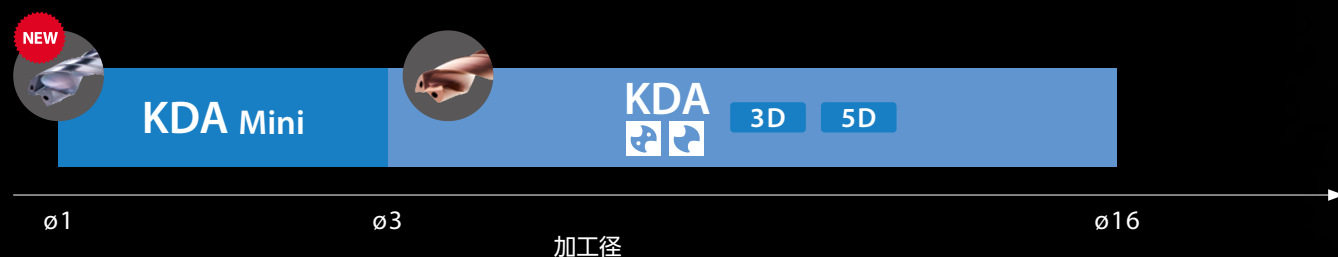 NEW
KDA Mini
KDA
3D
5D
ø1
ø3
ø16
加工径